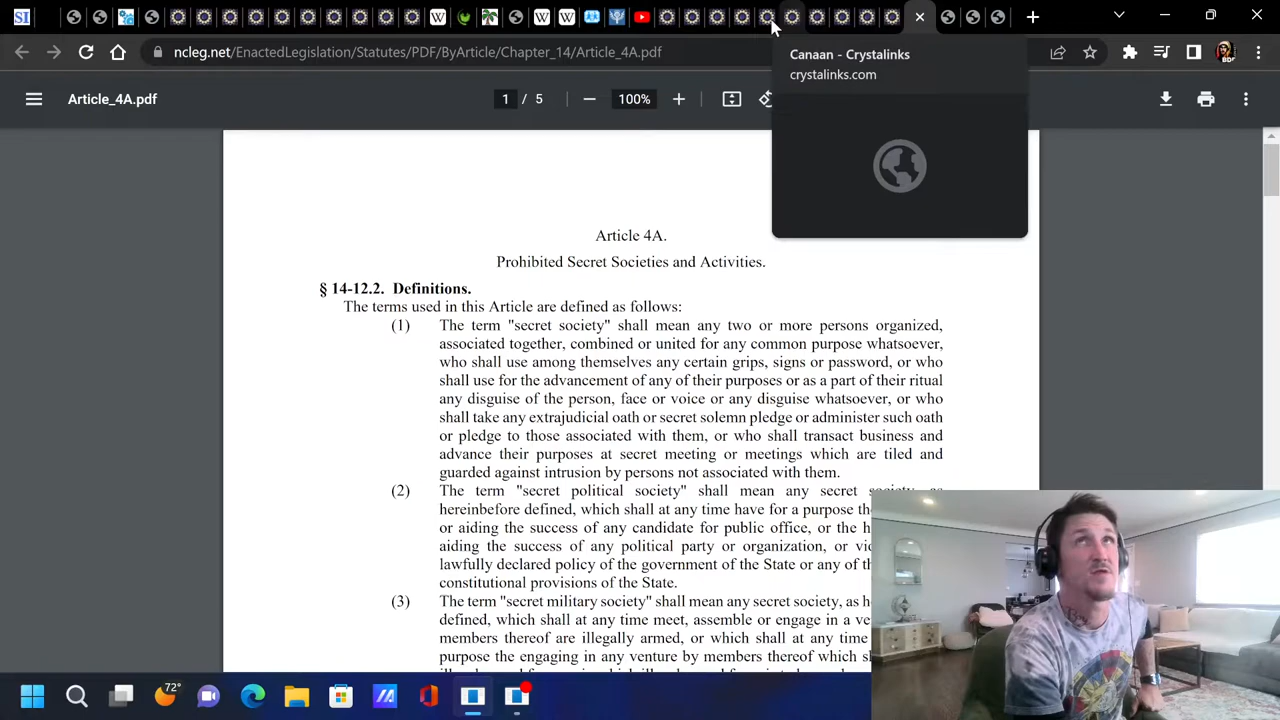 SI
W
W
W
ncleg.net/EnactedLegislation/Statutes/PDF/ByArticle/Chapter_14/Article_4A.pdf
BDF
Canaan - Crystalinks
crystalinks.com
Article_4A.pdf
1 / 5
100%
Article 4A.
Prohibited Secret Societies and Activities.
§ 14-12.2. Definitions.
The terms used in this Article are defined as follows:
(1) The term "secret society" shall mean any two or more persons organized,
associated together, combined or united for any common purpose whatsoever,
who shall use among themselves any certain grips, signs or password, or who
shall use for the advancement of any of their purposes or as a part of their ritual
any disguise of the person, face or voice or any disguise whatsoever, or who
shall take any extrajudicial oath or secret solemn pledge or administer such oath
or pledge to those associated with them, or who shall transact business and
advance their purposes at secret meeting or meetings which are tiled and
guarded against intrusion by persons not associated with them.
(2) The term "secret political society" shall mean any secret society, as
hereinbefore defined, which shall at any time have for a purpose the
or aiding the success of any candidate for public office, or the
aiding the success of any political party or organization, or
lawfully declared policy of the government of the State or any of
constitutional provisions of the State.
(3) The term "secret military society" shall mean any secret society, as
defined, which shall at any time meet, assemble or engage in a
members thereof are illegally armed, or which shall at any time
purpose the engaging in any venture by members thereof which
72°